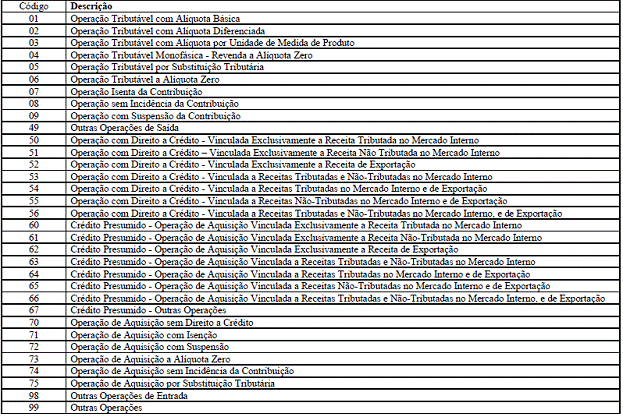 Código Descrição
01 Operação Tributável com Alíquota Básica
02 Operação Tributável com Alíquota Diferenciada
03 Operação Tributável com Alíquota por Unidade de Medida de Produto
04 Operação Tributável Monofásica - Revenda a Alíquota Zero
05 Operação Tributável por Substituição Tributária
06 Operação Tributável a Alíquota Zero
07 Operação Isenta da Contribuição
08 Operação sem Incidência da Contribuição
09 Operação com Suspensão da Contribuição
49 Outras Operações de Saída
50 Operação com Direito a Crédito - Vinculada Exclusivamente a Receita Tributada no Mercado Interno
51 Operação com Direito a Crédito – Vinculada Exclusivamente a Receita Não Tributada no Mercado Interno
52 Operação com Direito a Crédito - Vinculada Exclusivamente a Receita de Exportação
53 Operação com Direito a Crédito - Vinculada a Receitas Tributadas e Não-Tributadas no Mercado Interno
54 Operação com Direito a Crédito - Vinculada a Receitas Tributadas no Mercado Interno e de Exportação
55 Operação com Direito a Crédito - Vinculada a Receitas Não-Tributadas no Mercado Interno e de Exportação
56 Operação com Direito a Crédito - Vinculada a Receitas Tributadas e Não-Tributadas no Mercado Interno, e de Exportação
60 Crédito Presumido - Operação de Aquisição Vinculada Exclusivamente a Receita Tributada no Mercado Interno
61 Crédito Presumido - Operação de Aquisição Vinculada Exclusivamente a Receita Não-Tributada no Mercado Interno
62 Crédito Presumido - Operação de Aquisição Vinculada Exclusivamente a Receita de Exportação
63 Crédito Presumido - Operação de Aquisição Vinculada a Receitas Tributadas e Não-Tributadas no Mercado Interno
64 Crédito Presumido - Operação de Aquisição Vinculada a Receitas Tributadas no Mercado Interno e de Exportação
65 Crédito Presumido - Operação de Aquisição Vinculada a Receitas Não-Tributadas no Mercado Interno e de Exportação
66 Crédito Presumido - Operação de Aquisição Vinculada a Receitas Tributadas e Não-Tributadas no Mercado Interno, e de Exportação
67 Crédito Presumido - Outras Operações
70 Operação de Aquisição sem Direito a Crédito
71 Operação de Aquisição com Isenção
72 Operação de Aquisição com Suspensão
73 Operação de Aquisição a Alíquota Zero
74 Operação de Aquisição sem Incidência da Contribuição
75 Operação de Aquisição por Substituição Tributária
98 Outras Operações de Entrada
99 Outras Operações